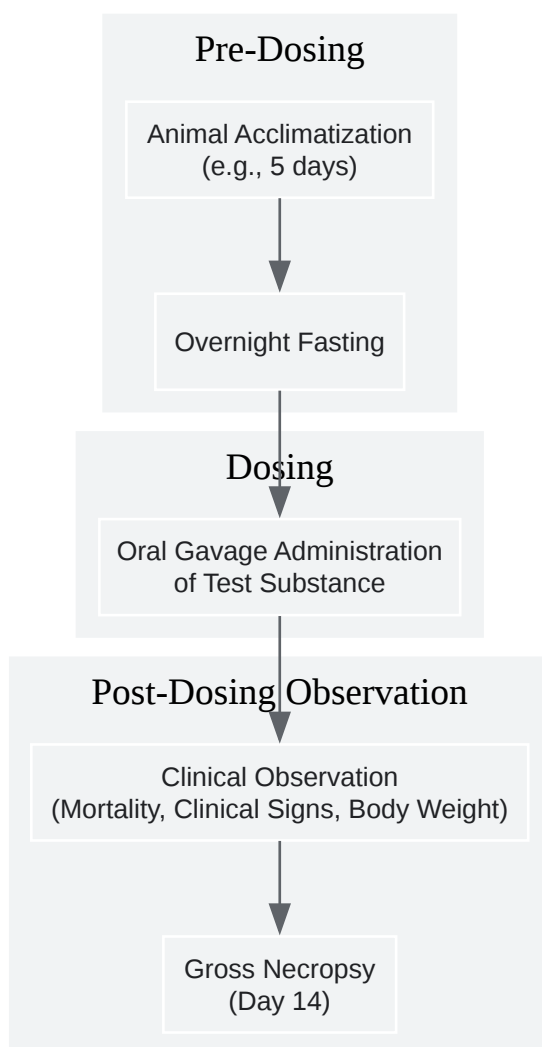 Pre-Dosing
Animal Acclimatization
(e.g., 5 days)
Overnight Fasting
Dosing
Oral Gavage Administration
of Test Substance
Post-Dosing Observation
Clinical Observation
(Mortality, Clinical Signs, Body Weight)
Gross Necropsy
(Day 14)